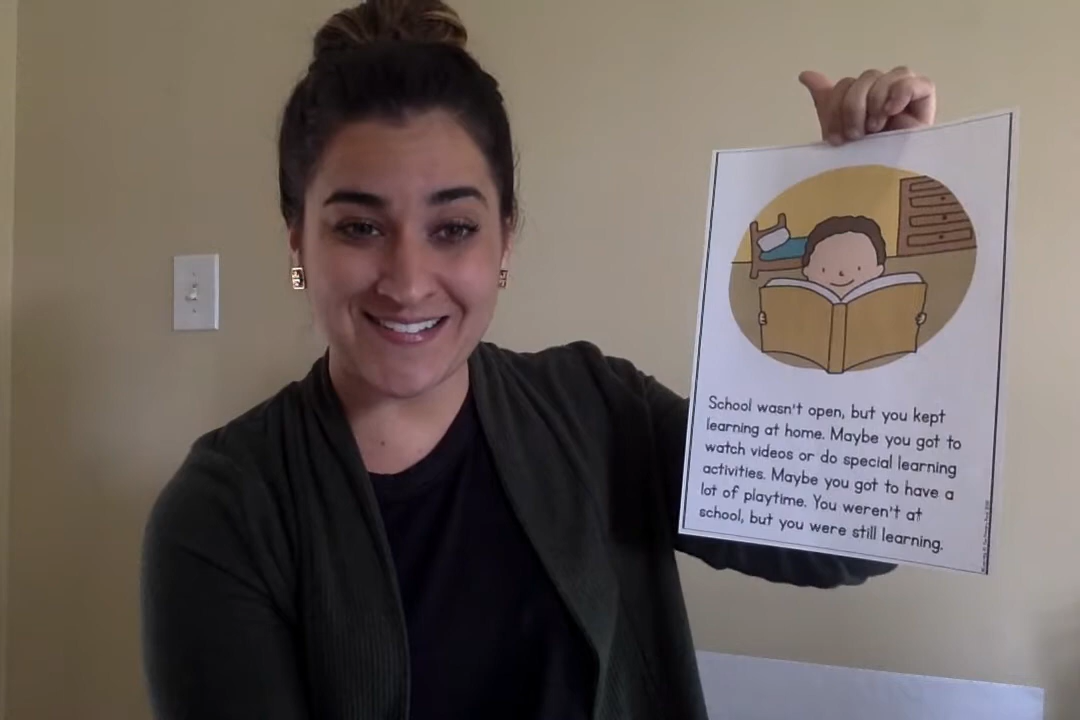 School wasn't open, but you kept
learning at home. Maybe you got to
watch videos or do special learning
activities. Maybe you got to have a
lot of playtime. You weren't at
school, but you were still learning.